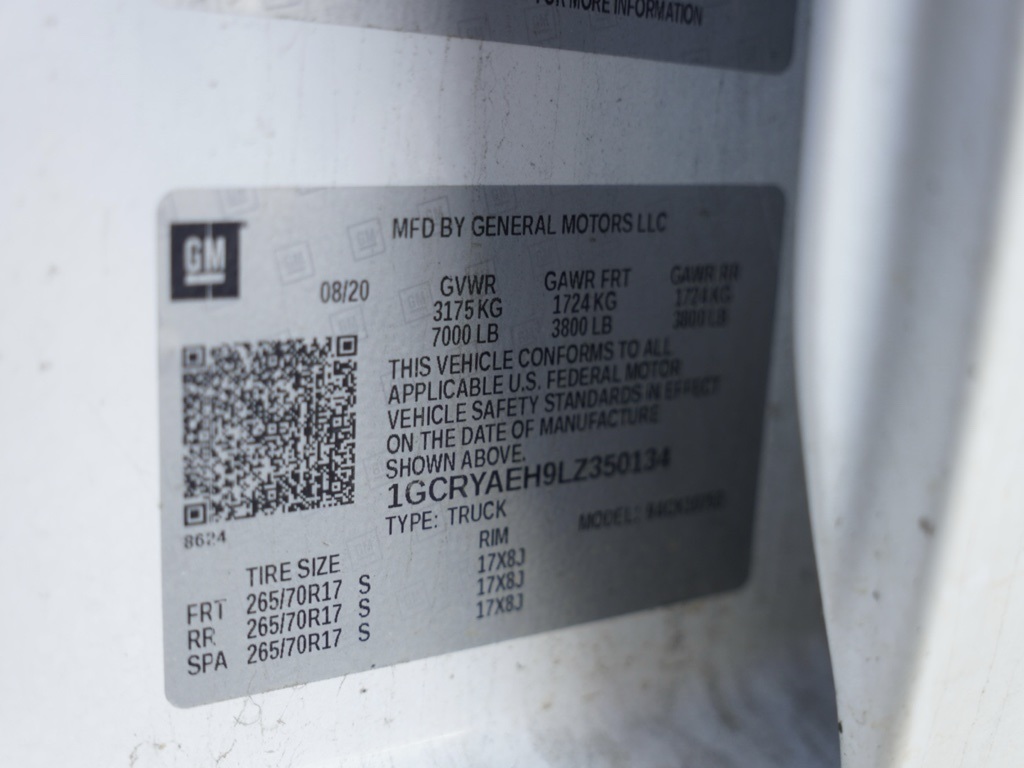 FOR MORE INFORMATION
GM
MFD BY GENERAL MOTORS LLC
08/20
GVWR GAWR FRT GAWR RR
3175 KG 1724 KG 1724 KG
7000 LB 3800 LB 3800 LB
THIS VEHICLE CONFORMS TO ALL
APPLICABLE U.S. FEDERAL MOTOR
VEHICLE SAFETY STANDARDS IN EFFECT
ON THE DATE OF MANUFACTURE
SHOWN ABOVE.
1GCRYAEH9LZ350134
TYPE: TRUCK MODEL:
8624
TIRE SIZE RIM
FRT 265/70R17 S 17X8J
RR 265/70R17 S 17X8J
SPA 265/70R17 S 17X8J